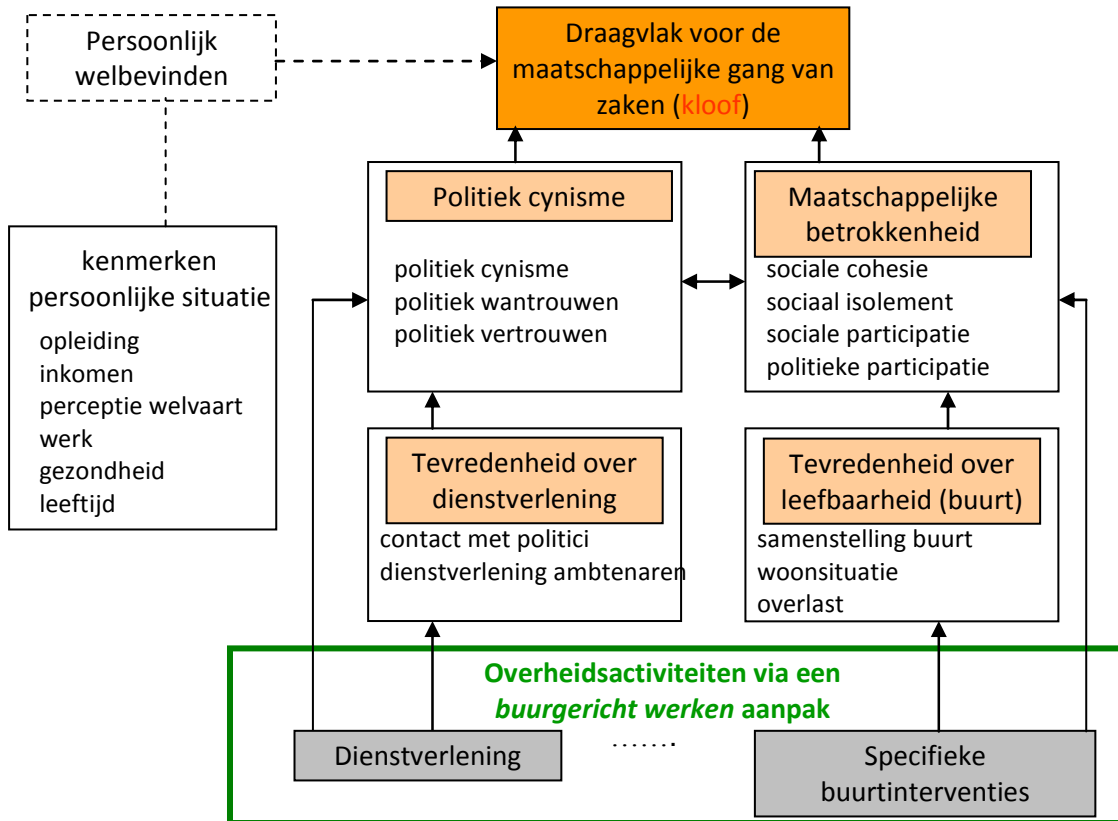 Persoonlijk
welbevinden
Draagvlak voor de
maatschappelijke gang van
zaken (kloof)
kenmerken
persoonlijke situatie
opleiding
inkomen
perceptie welvaart
werk
gezondheid
leeftijd
Politiek cynisme
politiek cynisme
politiek wantrouwen
politiek vertrouwen
Maatschappelijke
betrokkenheid
sociale cohesie
sociaal isolement
sociale participatie
politieke participatie
Tevredenheid over
dienstverlening
contact met politici
dienstverlening ambtenaren
Tevredenheid over
leefbaarheid (buurt)
samenstelling buurt
woonsituatie
overlast
Overheidsactiviteiten via een
buurgericht werken aanpak
.......
Dienstverlening
Specifieke
buurtinterventies